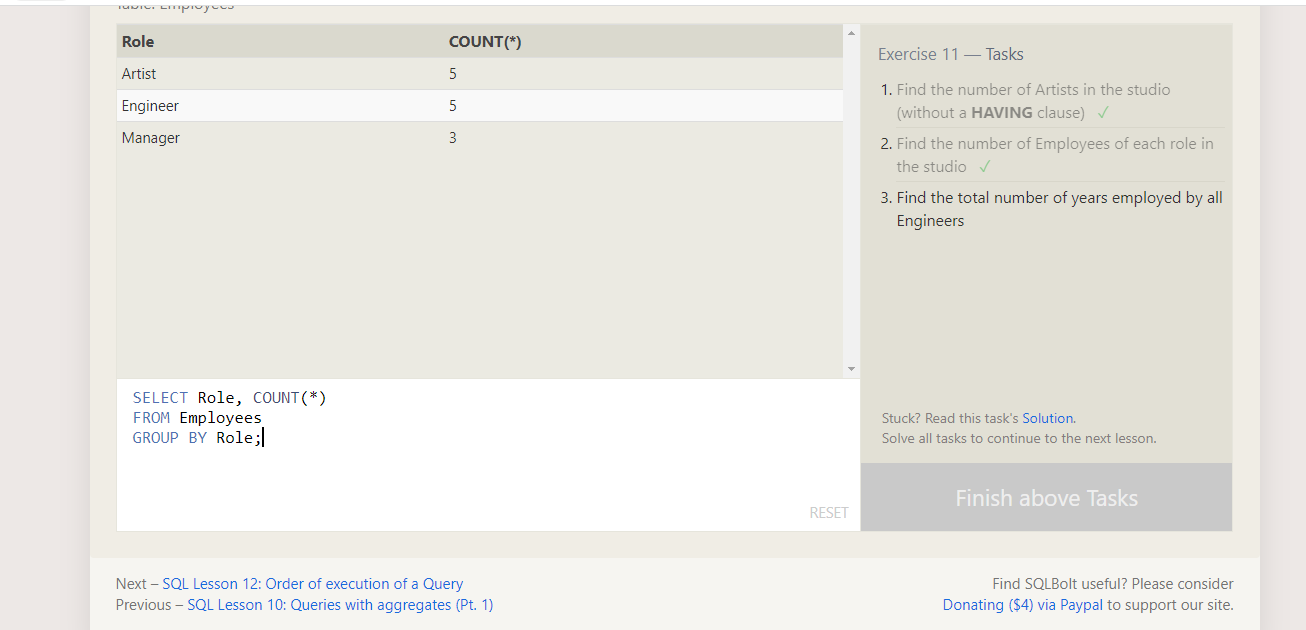 Table: Employees
Role COUNT(*)
Artist 5
Engineer 5
Manager 3
SELECT Role, COUNT(*)
FROM Employees
GROUP BY Role;
RESET
Exercise 11 — Tasks
1. Find the number of Artists in the studio
(without a HAVING clause) ✓
2. Find the number of Employees of each role in
the studio ✓
3. Find the total number of years employed by all
Engineers
Stuck? Read this task's Solution.
Solve all tasks to continue to the next lesson.
Finish above Tasks
Next – SQL Lesson 12: Order of execution of a Query
Previous – SQL Lesson 10: Queries with aggregates (Pt. 1)
Find SQLBolt useful? Please consider
Donating ($4) via Paypal to support our site.